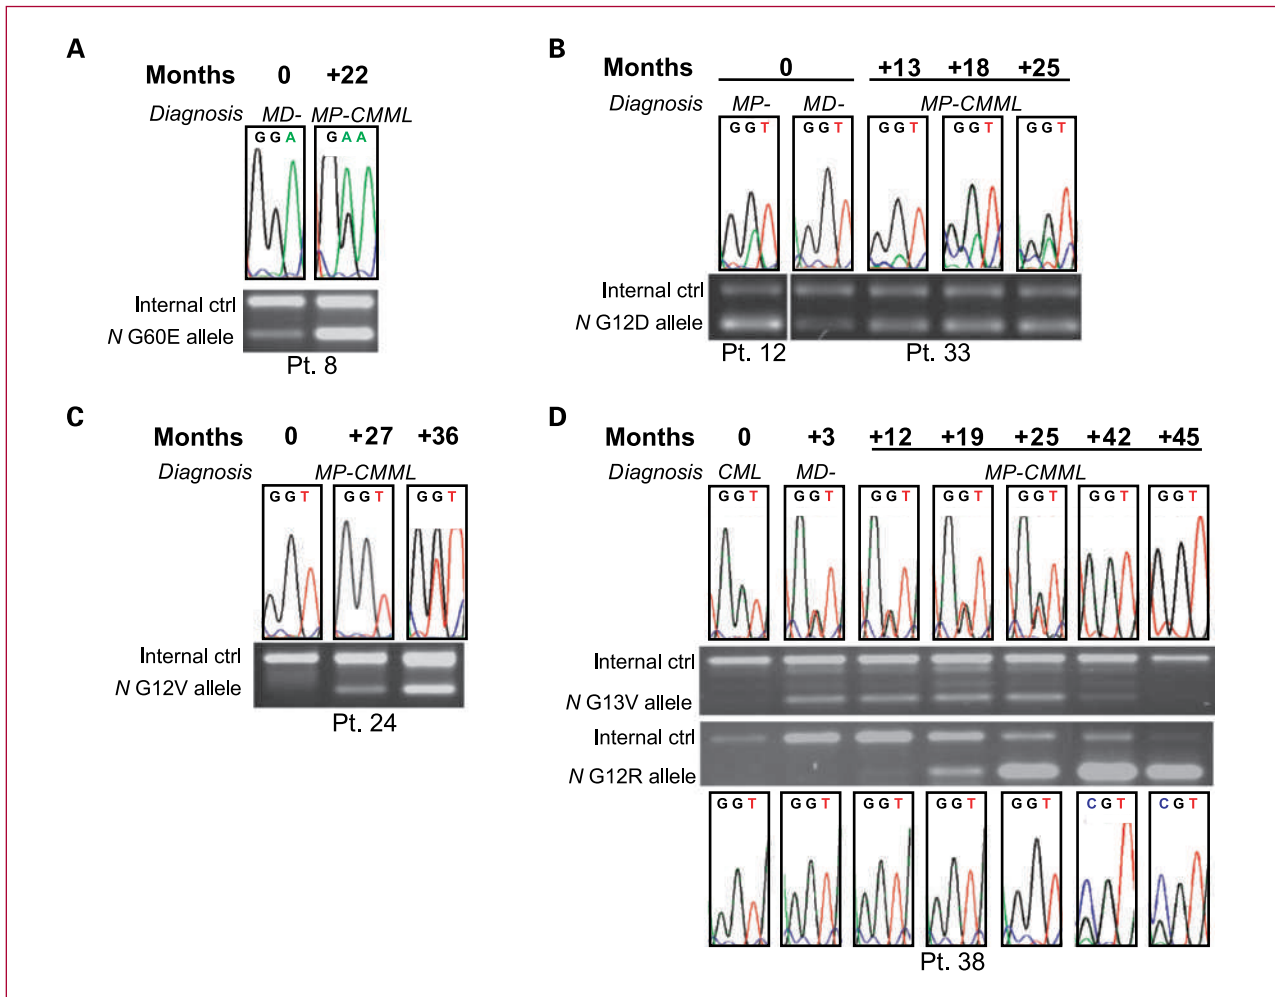 A
Months 0 +22
Diagnosis MD- MP-CMML
G G A G A A
Internal ctrl
N G60E allele
Pt. 8
B
Months 0 +13 +18 +25
Diagnosis MP- MD- MP-CMML
G G T G G T G G T G G T G G T
Internal ctrl
N G12D allele
Pt. 12 Pt. 33
C
Months 0 +27 +36
Diagnosis MP-CMML
G G T G G T G G T
Internal ctrl
N G12V allele
Pt. 24
D
Months 0 +3 +12 +19 +25 +42 +45
Diagnosis CML MD- MP-CMML
G G T G G T G G T G G T G G T G G T G G T
Internal ctrl
N G13V allele
Internal ctrl
N G12R allele
G G T G G T G G T G G T G G T C G T C G T
Pt. 38